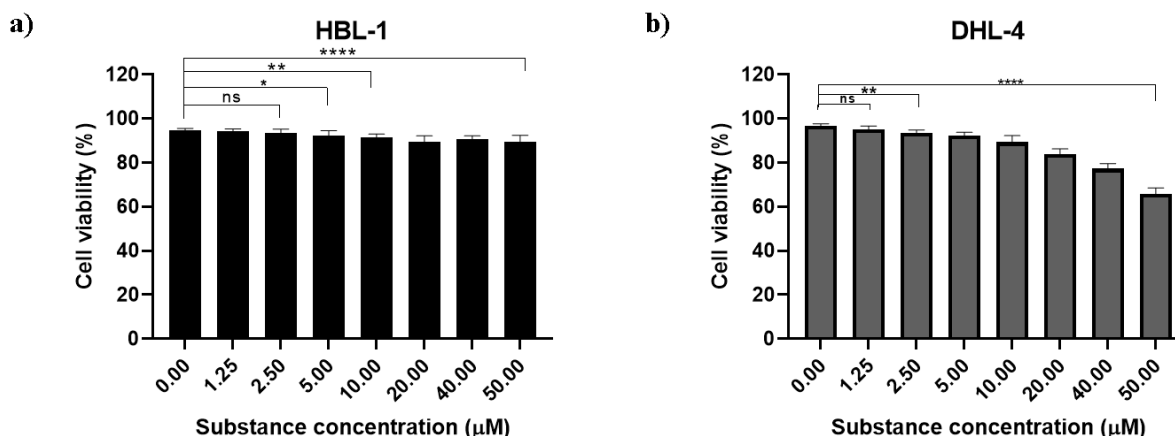 a)
HBL-1
****
**
*
ns
120
100
80
60
40
20
0
Cell viability (%)
0.00 1.25 2.50 5.00 10.00 20.00 40.00 50.00
Substance concentration (μM)
b)
DHL-4
****
**
ns
120
100
80
60
40
20
0
Cell viability (%)
0.00 1.25 2.50 5.00 10.00 20.00 40.00 50.00
Substance concentration (μM)